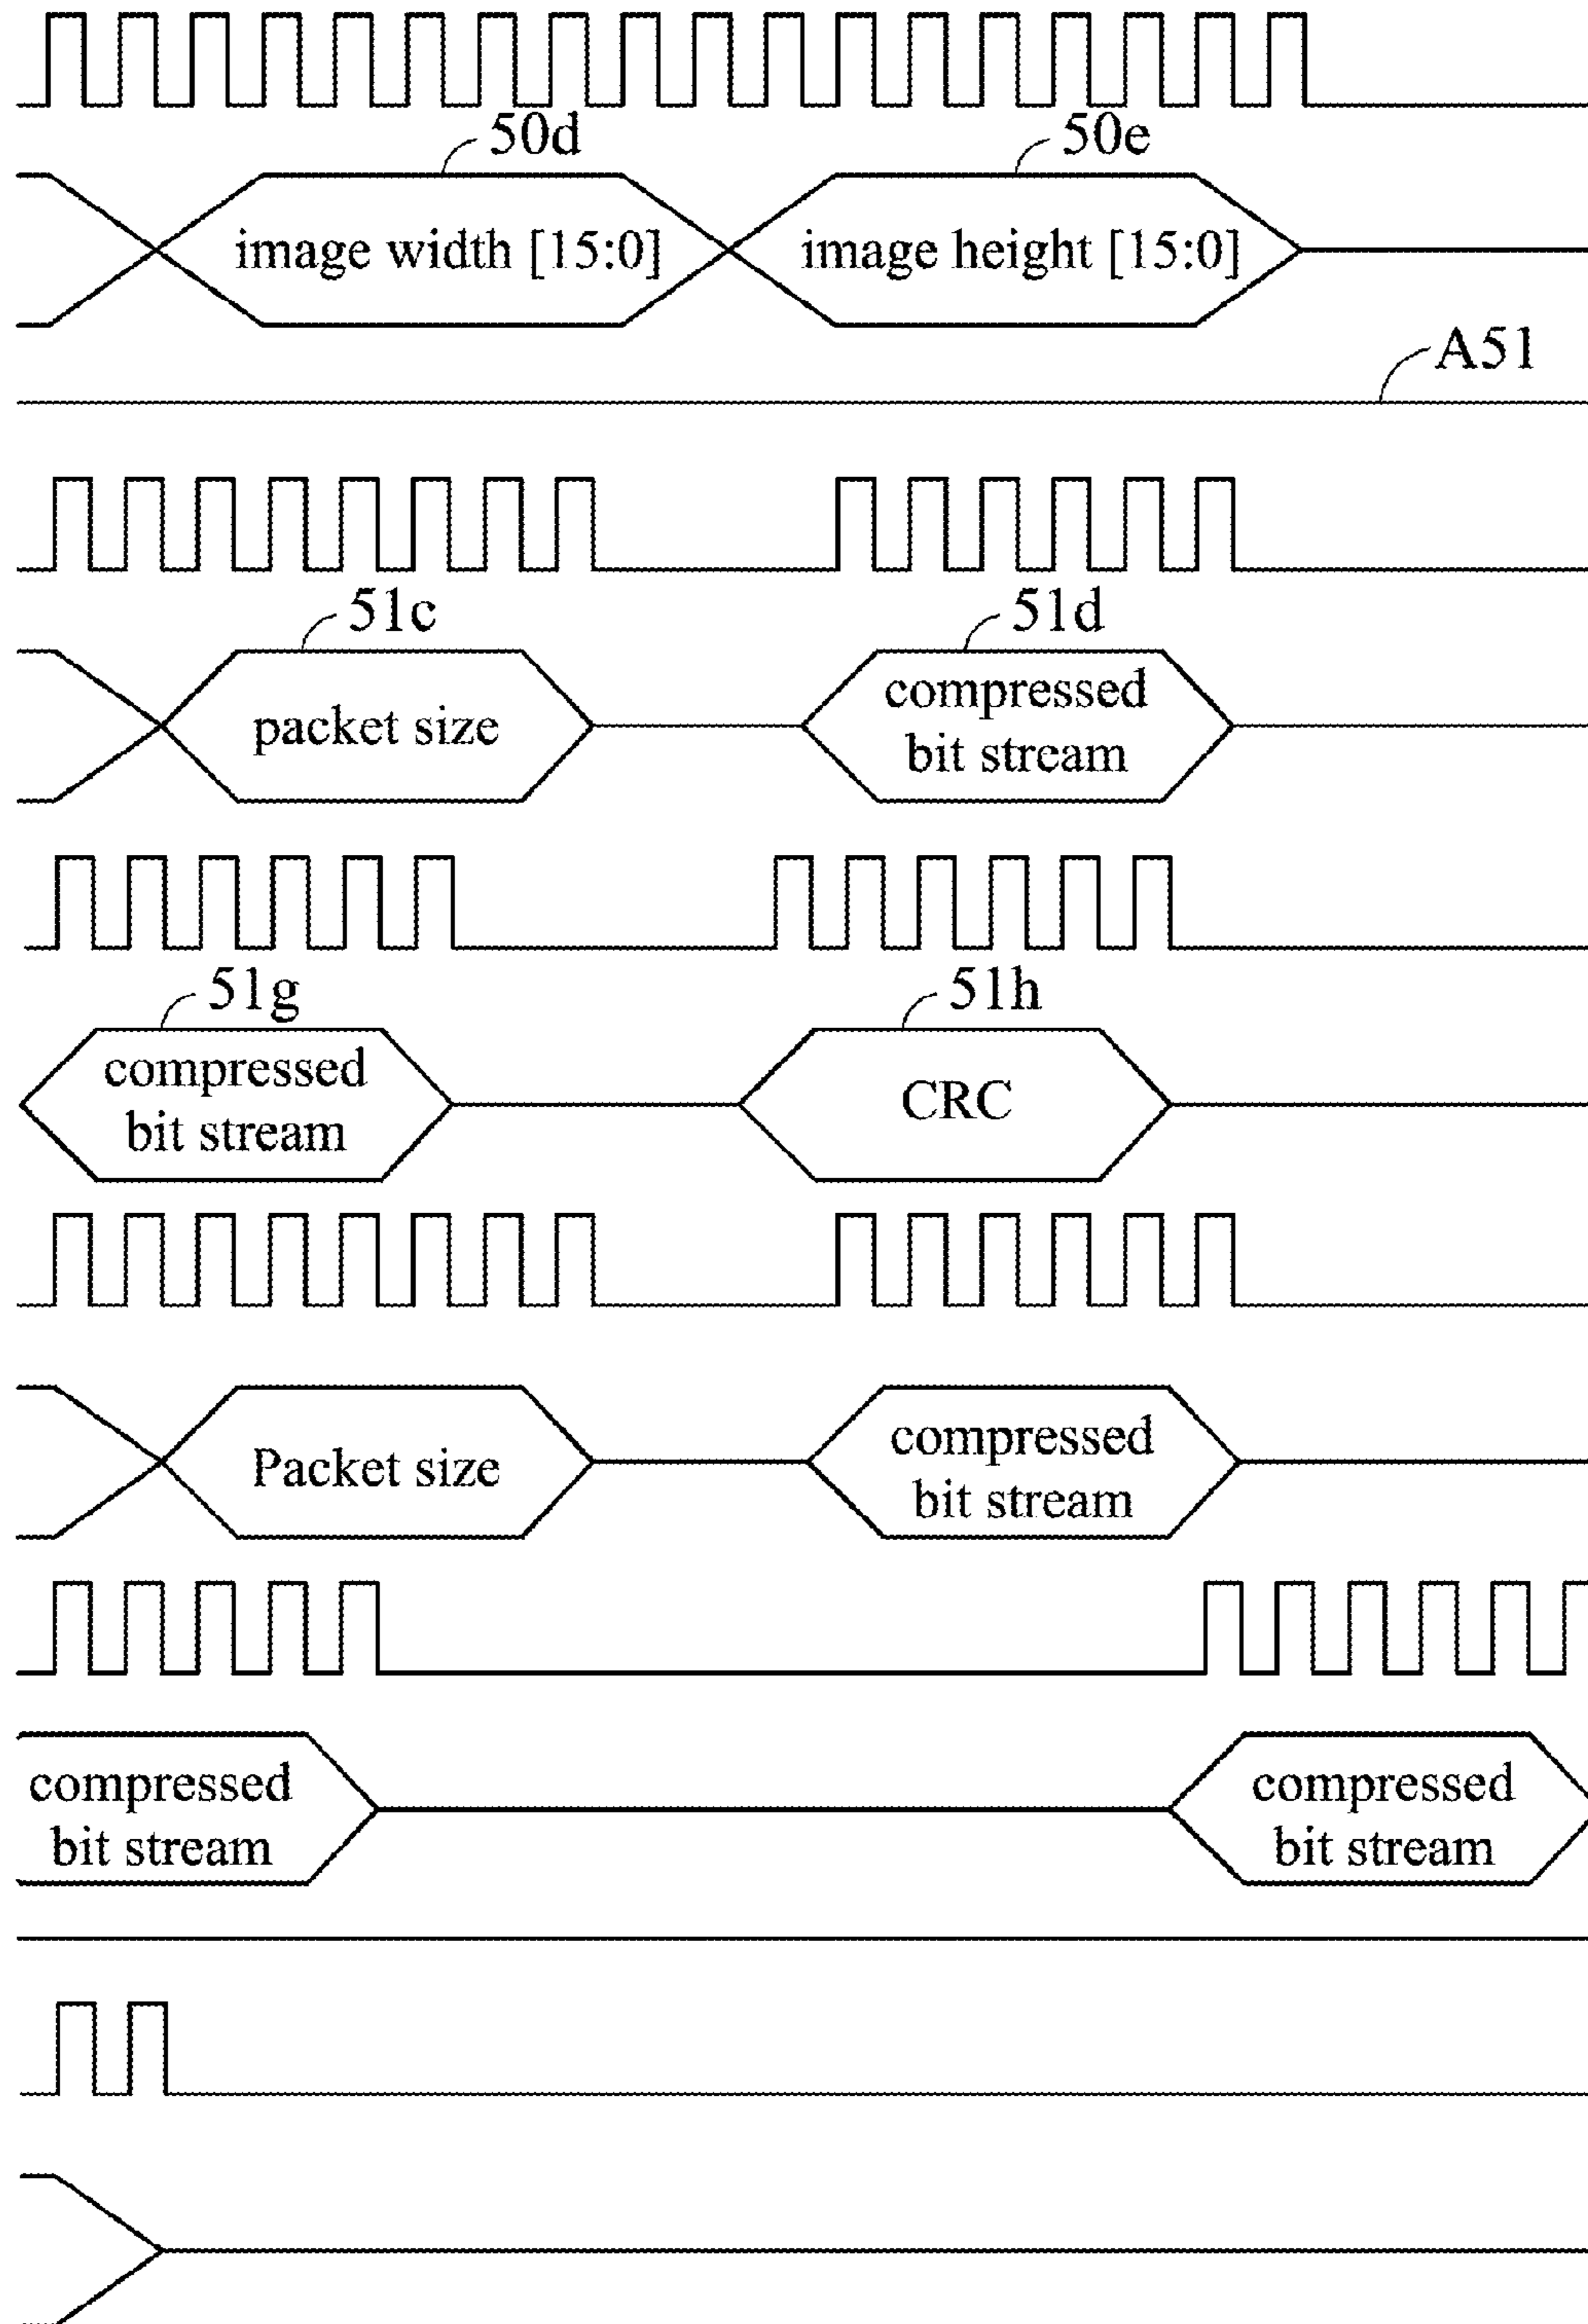 50d
50e
image width [15:0]
image height [15:0]
A51
51c
51d
packet size
compressed
bit stream
51g
51h
compressed
bit stream
CRC
Packet size
compressed
bit stream
compressed
bit stream
compressed
bit stream